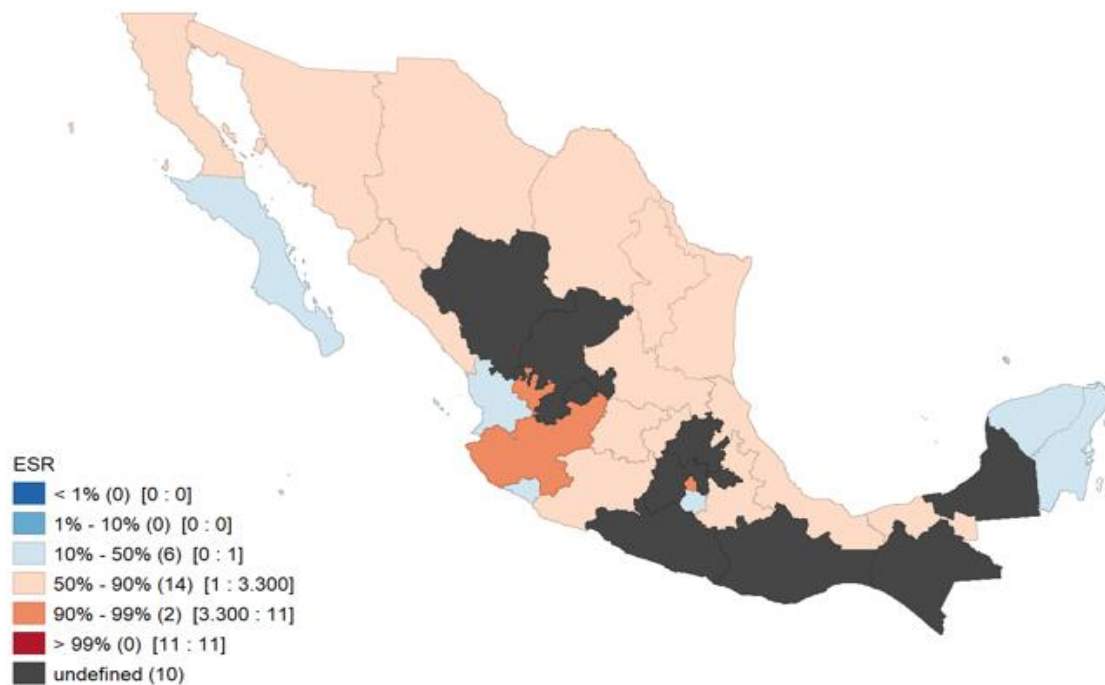 ESR
< 1% (0) [0 : 0]
1% - 10% (0) [0 : 0]
10% - 50% (6) [0 : 1]
50% - 90% (14) [1 : 3.300]
90% - 99% (2) [3.300 : 11]
> 99% (0) [11 : 11]
undefined (10)